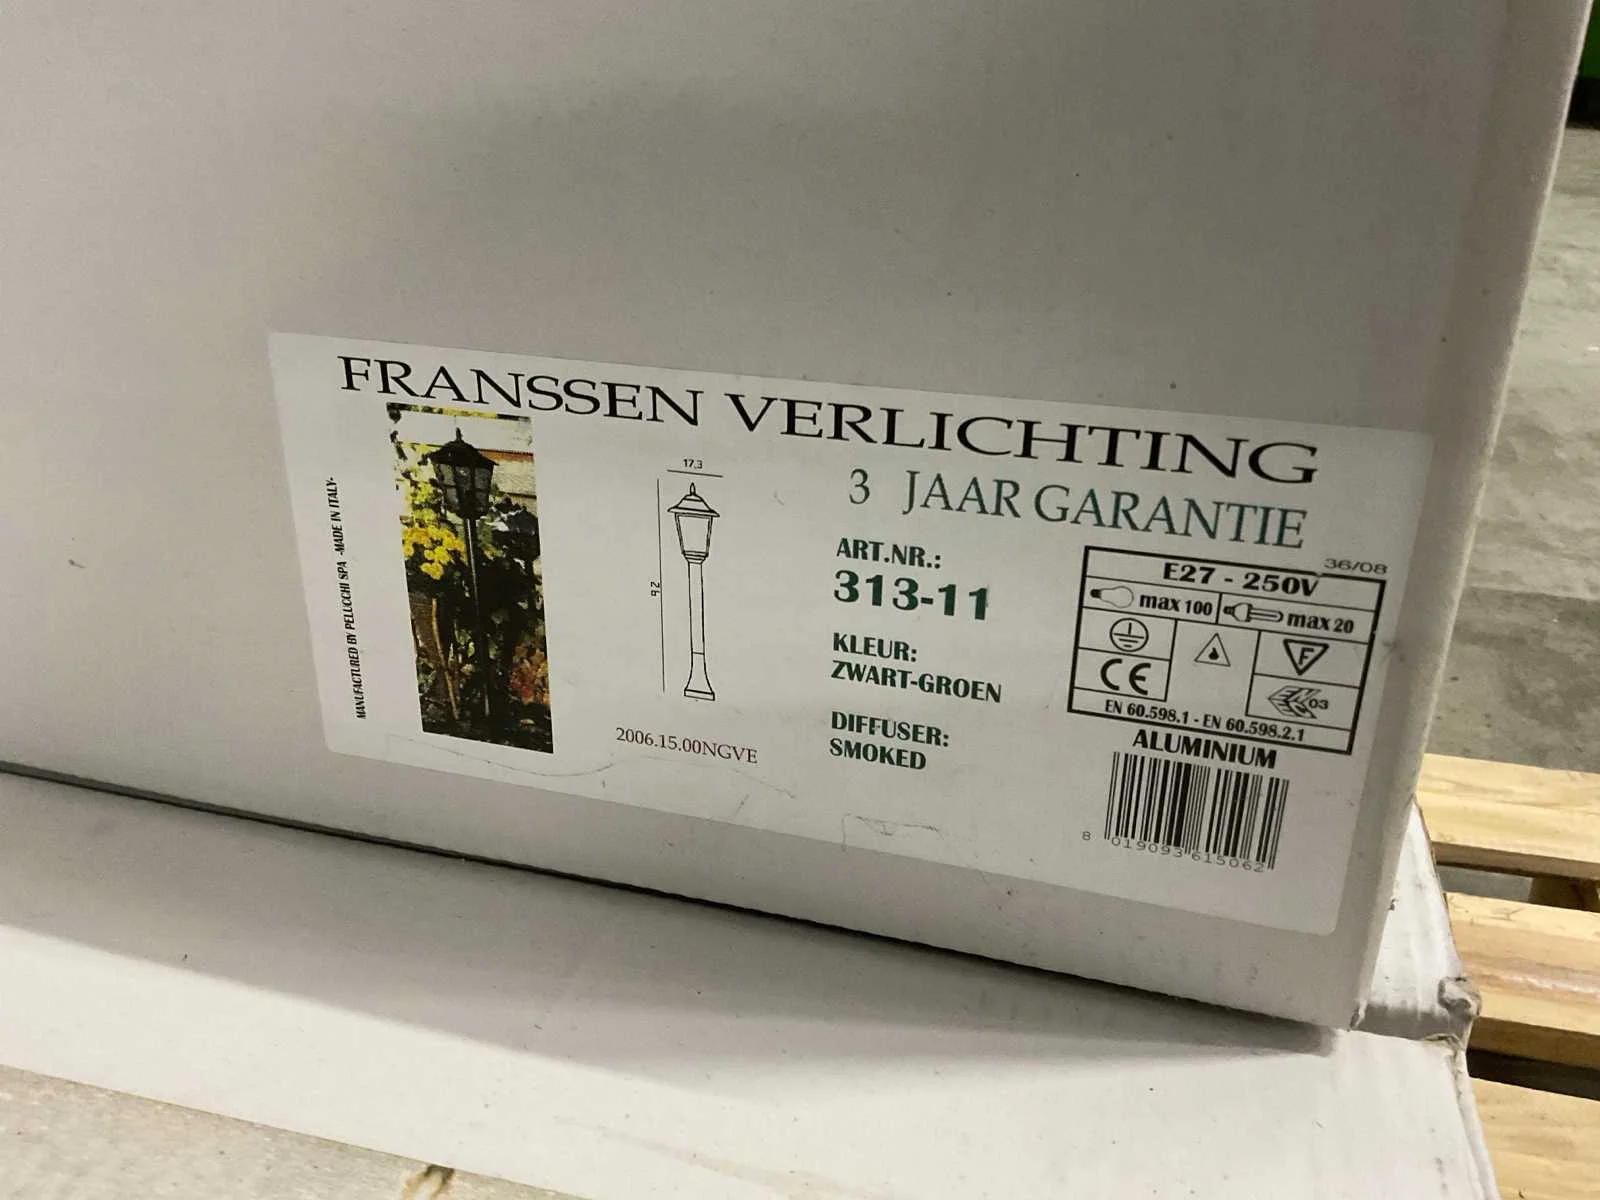 FRANSSEN VERLICHTING
3 JAAR GARANTIE
MANUFACTURED BY PELUCCHI SPA -MADE IN ITALY-
17.3
92
2006.15.00NGVE
ART.NR.:
313-11
KLEUR:
ZWART-GROEN
DIFFUSER:
SMOKED
36/08
E27 - 250V
max 100
max 20
F
CE
03
EN 60.598.1 - EN 60.598.2.1
ALUMINIUM
8 019093 615062